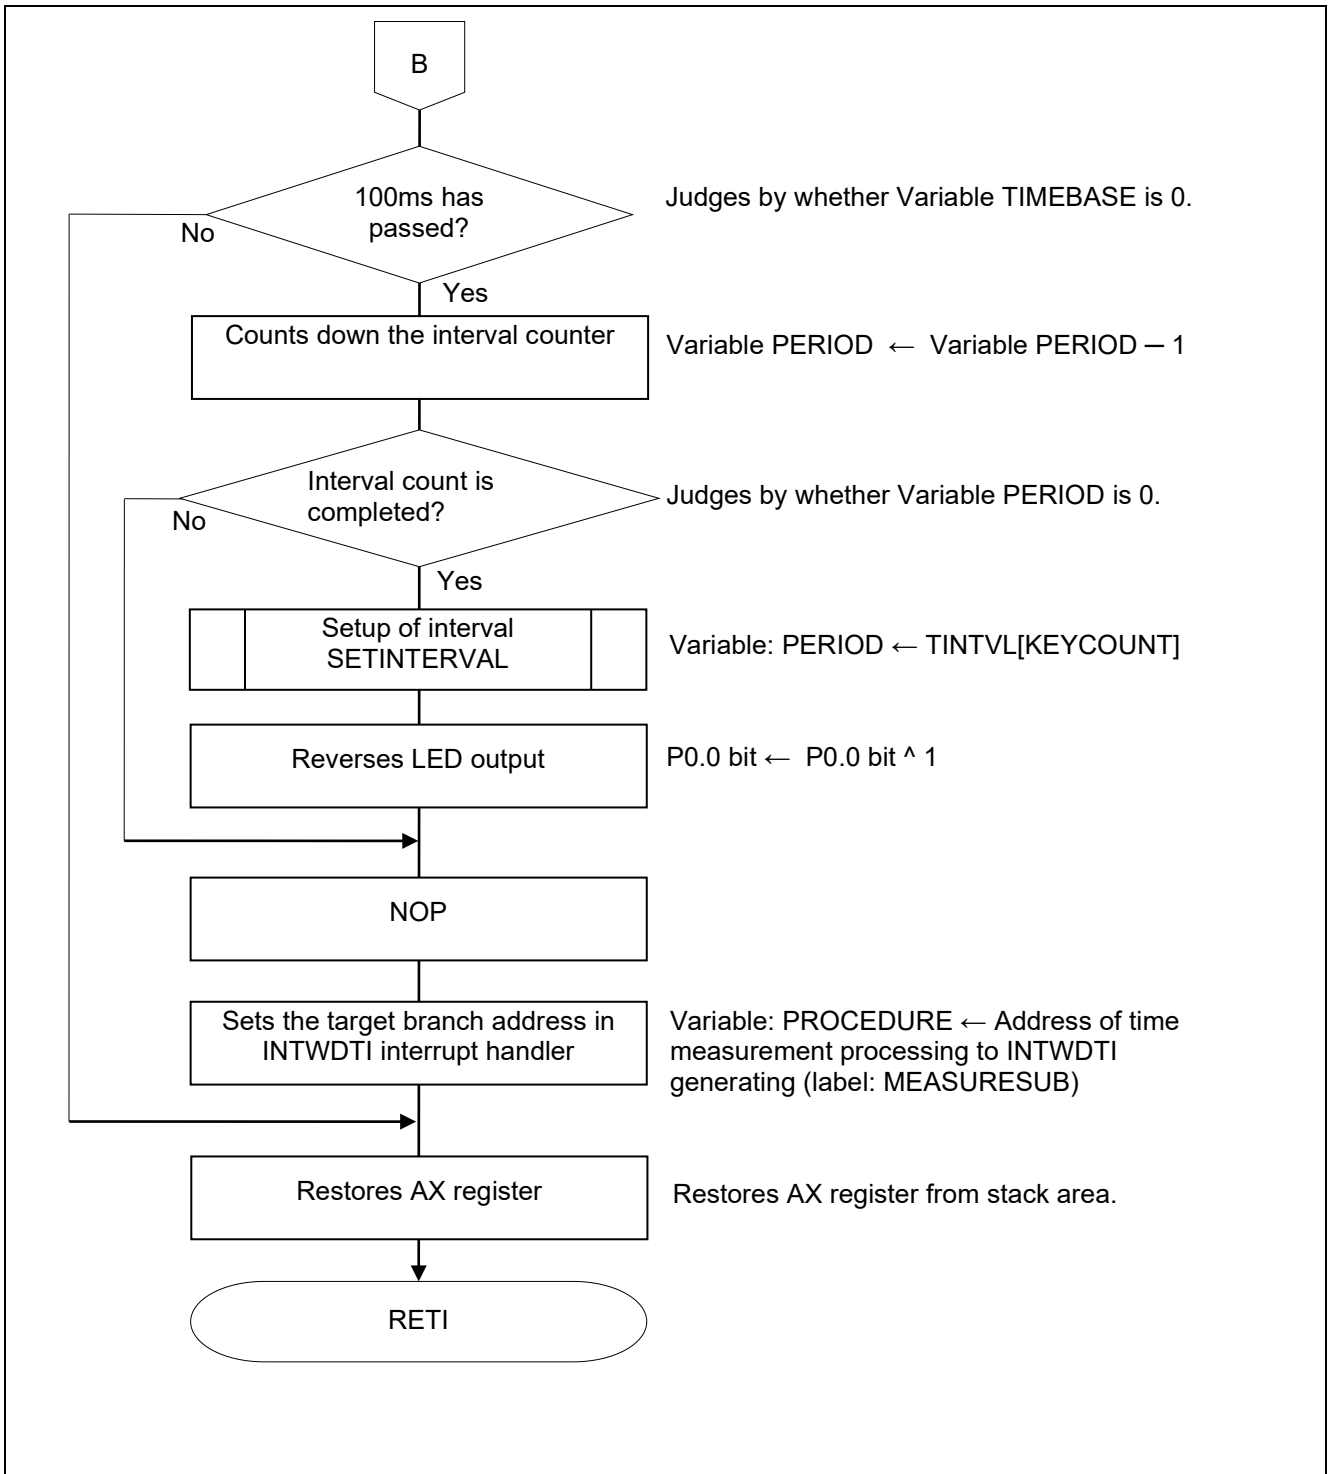 B
100ms has
passed?
Judges by whether Variable TIMEBASE is 0.
No
Yes
Counts down the interval counter
Variable PERIOD ← Variable PERIOD － 1
Interval count is
completed?
Judges by whether Variable PERIOD is 0.
No
Yes
Setup of interval
SETINTERVAL
Variable: PERIOD ← TINTVL[KEYCOUNT]
Reverses LED output
P0.0 bit ← P0.0 bit ^ 1
NOP
Sets the target branch address in
INTWDTI interrupt handler
Variable: PROCEDURE ← Address of time
measurement processing to INTWDTI
generating (label: MEASURESUB)
Restores AX register
Restores AX register from stack area.
RETI